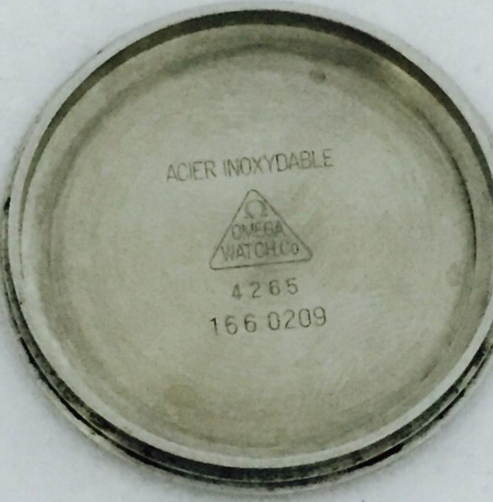 ACIER INOXYDABLE
Ω
OMEGA
WATCH.Co
4265
166 0209